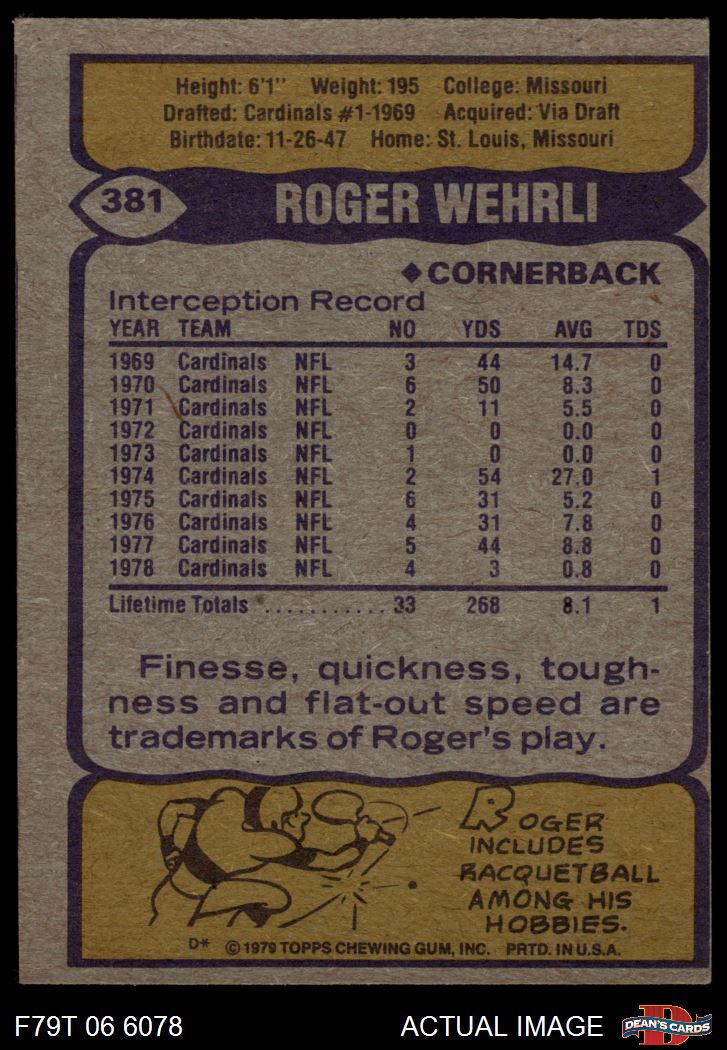 Height: 6'1" Weight: 195 College: Missouri
Drafted: Cardinals #1-1969 Acquired: Via Draft
Birthdate: 11-26-47 Home: St. Louis, Missouri
381 ROGER WEHRLI
◆ CORNERBACK
Interception Record
YEAR TEAM NO YDS AVG TDS
1969 Cardinals NFL 3 44 14.7 0
1970 Cardinals NFL 6 50 8.3 0
1971 Cardinals NFL 2 11 5.5 0
1972 Cardinals NFL 0 0 0.0 0
1973 Cardinals NFL 1 0 0.0 0
1974 Cardinals NFL 2 54 27.0 1
1975 Cardinals NFL 6 31 5.2 0
1976 Cardinals NFL 4 31 7.8 0
1977 Cardinals NFL 5 44 8.8 0
1978 Cardinals NFL 4 3 0.8 0
Lifetime Totals ........... 33 268 8.1 1
Finesse, quickness, tough-
ness and flat-out speed are
trademarks of Roger's play.
ROGER
INCLUDES
RACQUETBALL
AMONG HIS
HOBBIES.
D* © 1979 TOPPS CHEWING GUM, INC. PRTD. IN U.S.A.
F79T 06 6078 ACTUAL IMAGE D DEAN'S CARDS